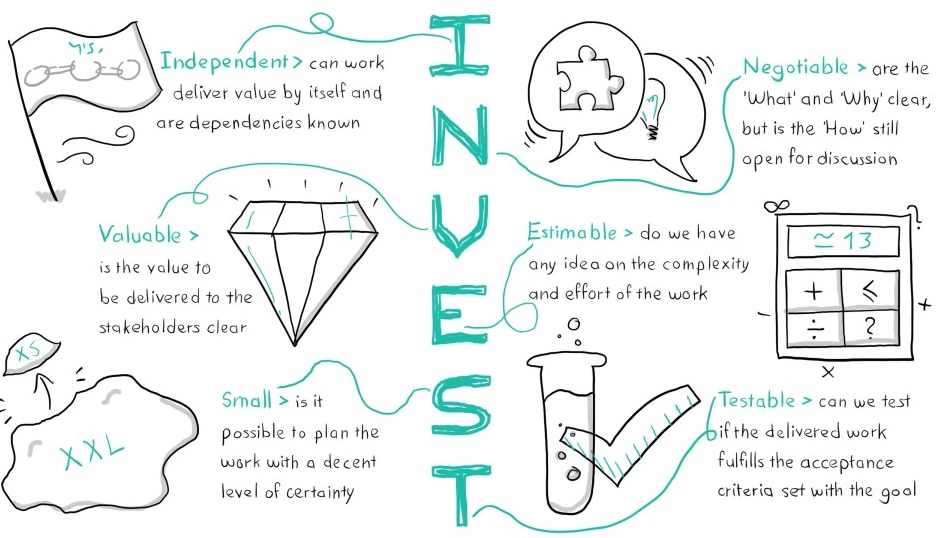 I
N
V
E
S
T
Independent > can work
deliver value by itself and
are dependencies known
Negotiable > are the
'What' and 'Why' clear,
but is the 'How' still
open for discussion
Valuable >
is the value to
be delivered to the
stakeholders clear
Estimable > do we have
any idea on the complexity
and effort of the work
≃ 13
+ ≤
÷ ?
∞
?
-
+
x
XS
XXL
Small > is it
possible to plan the
work with a decent
level of certainty
Testable > can we test
if the delivered work
fulfills the acceptance
criteria set with the goal